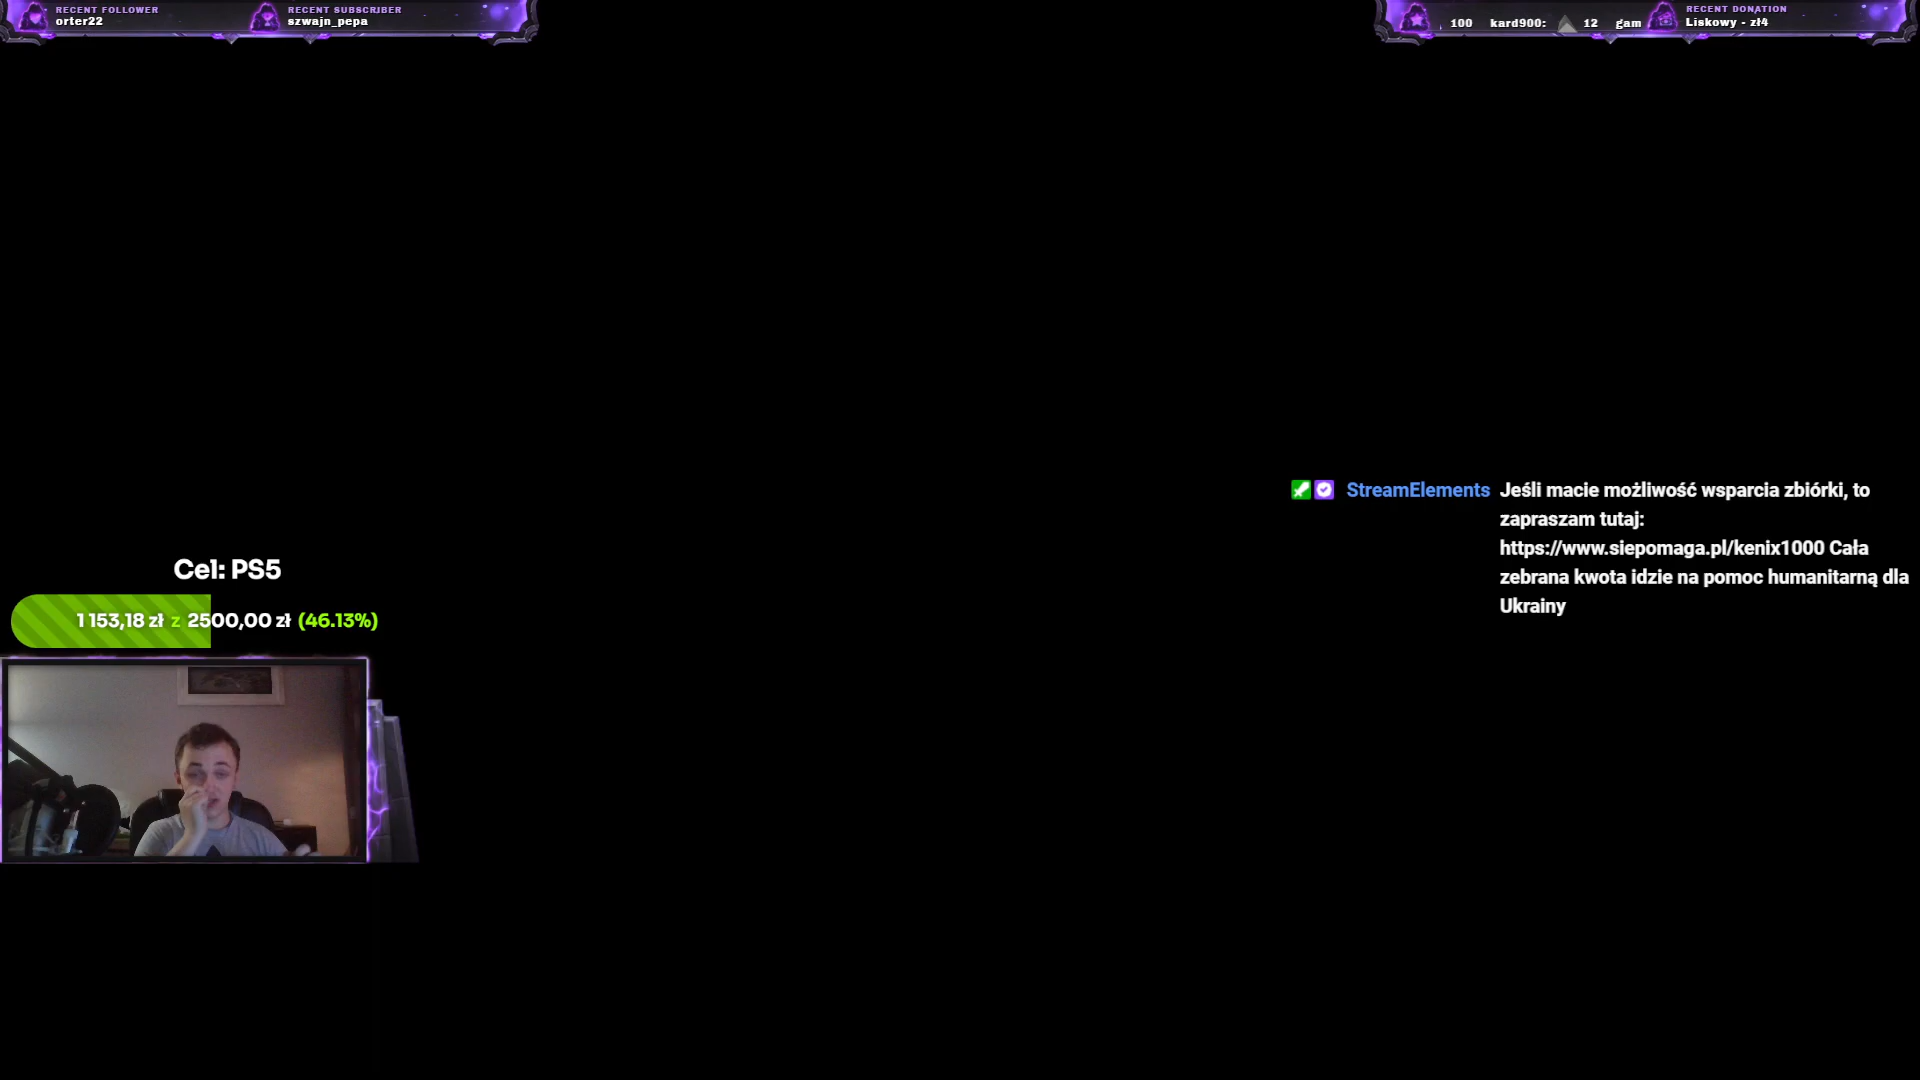 RECENT FOLLOWER
orter22
RECENT SUBSCRIBER
szwajn_pepa
100 kard900: 12 gam
RECENT DONATION
Liskowy - zł4
StreamElements Jeśli macie możliwość wsparcia zbiórki, to
zapraszam tutaj:
https://www.siepomaga.pl/kenix1000 Cała
zebrana kwota idzie na pomoc humanitarną dla
Ukrainy
Cel: PS5
1 153,18 zł z 2500,00 zł (46.13%)